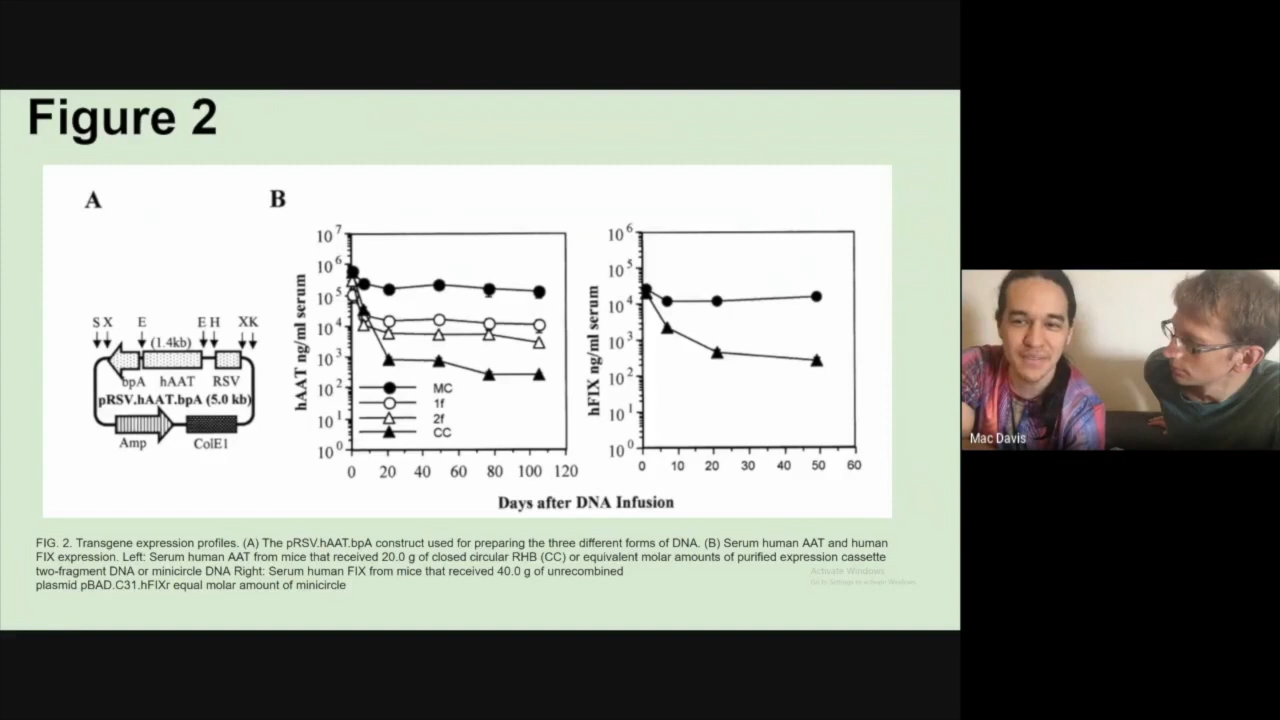 Figure 2
A
B
S X E E H XK
(1.4kb)
bpA hAAT RSV
pRSV.hAAT.bpA (5.0 kb)
Amp ColE1
hAAT ng/ml serum
10 7
10 6
10 5
10 4
10 3
10 2
10 1
10 0
MC
1f
2f
CC
0 20 40 60 80 100 120
hFIX ng/ml serum
10 6
10 5
10 4
10 3
10 2
10 1
10 0
0 10 20 30 40 50 60
Days after DNA Infusion
FIG. 2. Transgene expression profiles. (A) The pRSV.hAAT.bpA construct used for preparing the three different forms of DNA. (B) Serum human AAT and human
FIX expression. Left: Serum human AAT from mice that received 20.0 g of closed circular RHB (CC) or equivalent molar amounts of purified expression cassette
two-fragment DNA or minicircle DNA Right: Serum human FIX from mice that received 40.0 g of unrecombined
plasmid pBAD.C31.hFIXr equal molar amount of minicircle
Activate Windows
Go to Settings to activate Windows.
Mac Davis